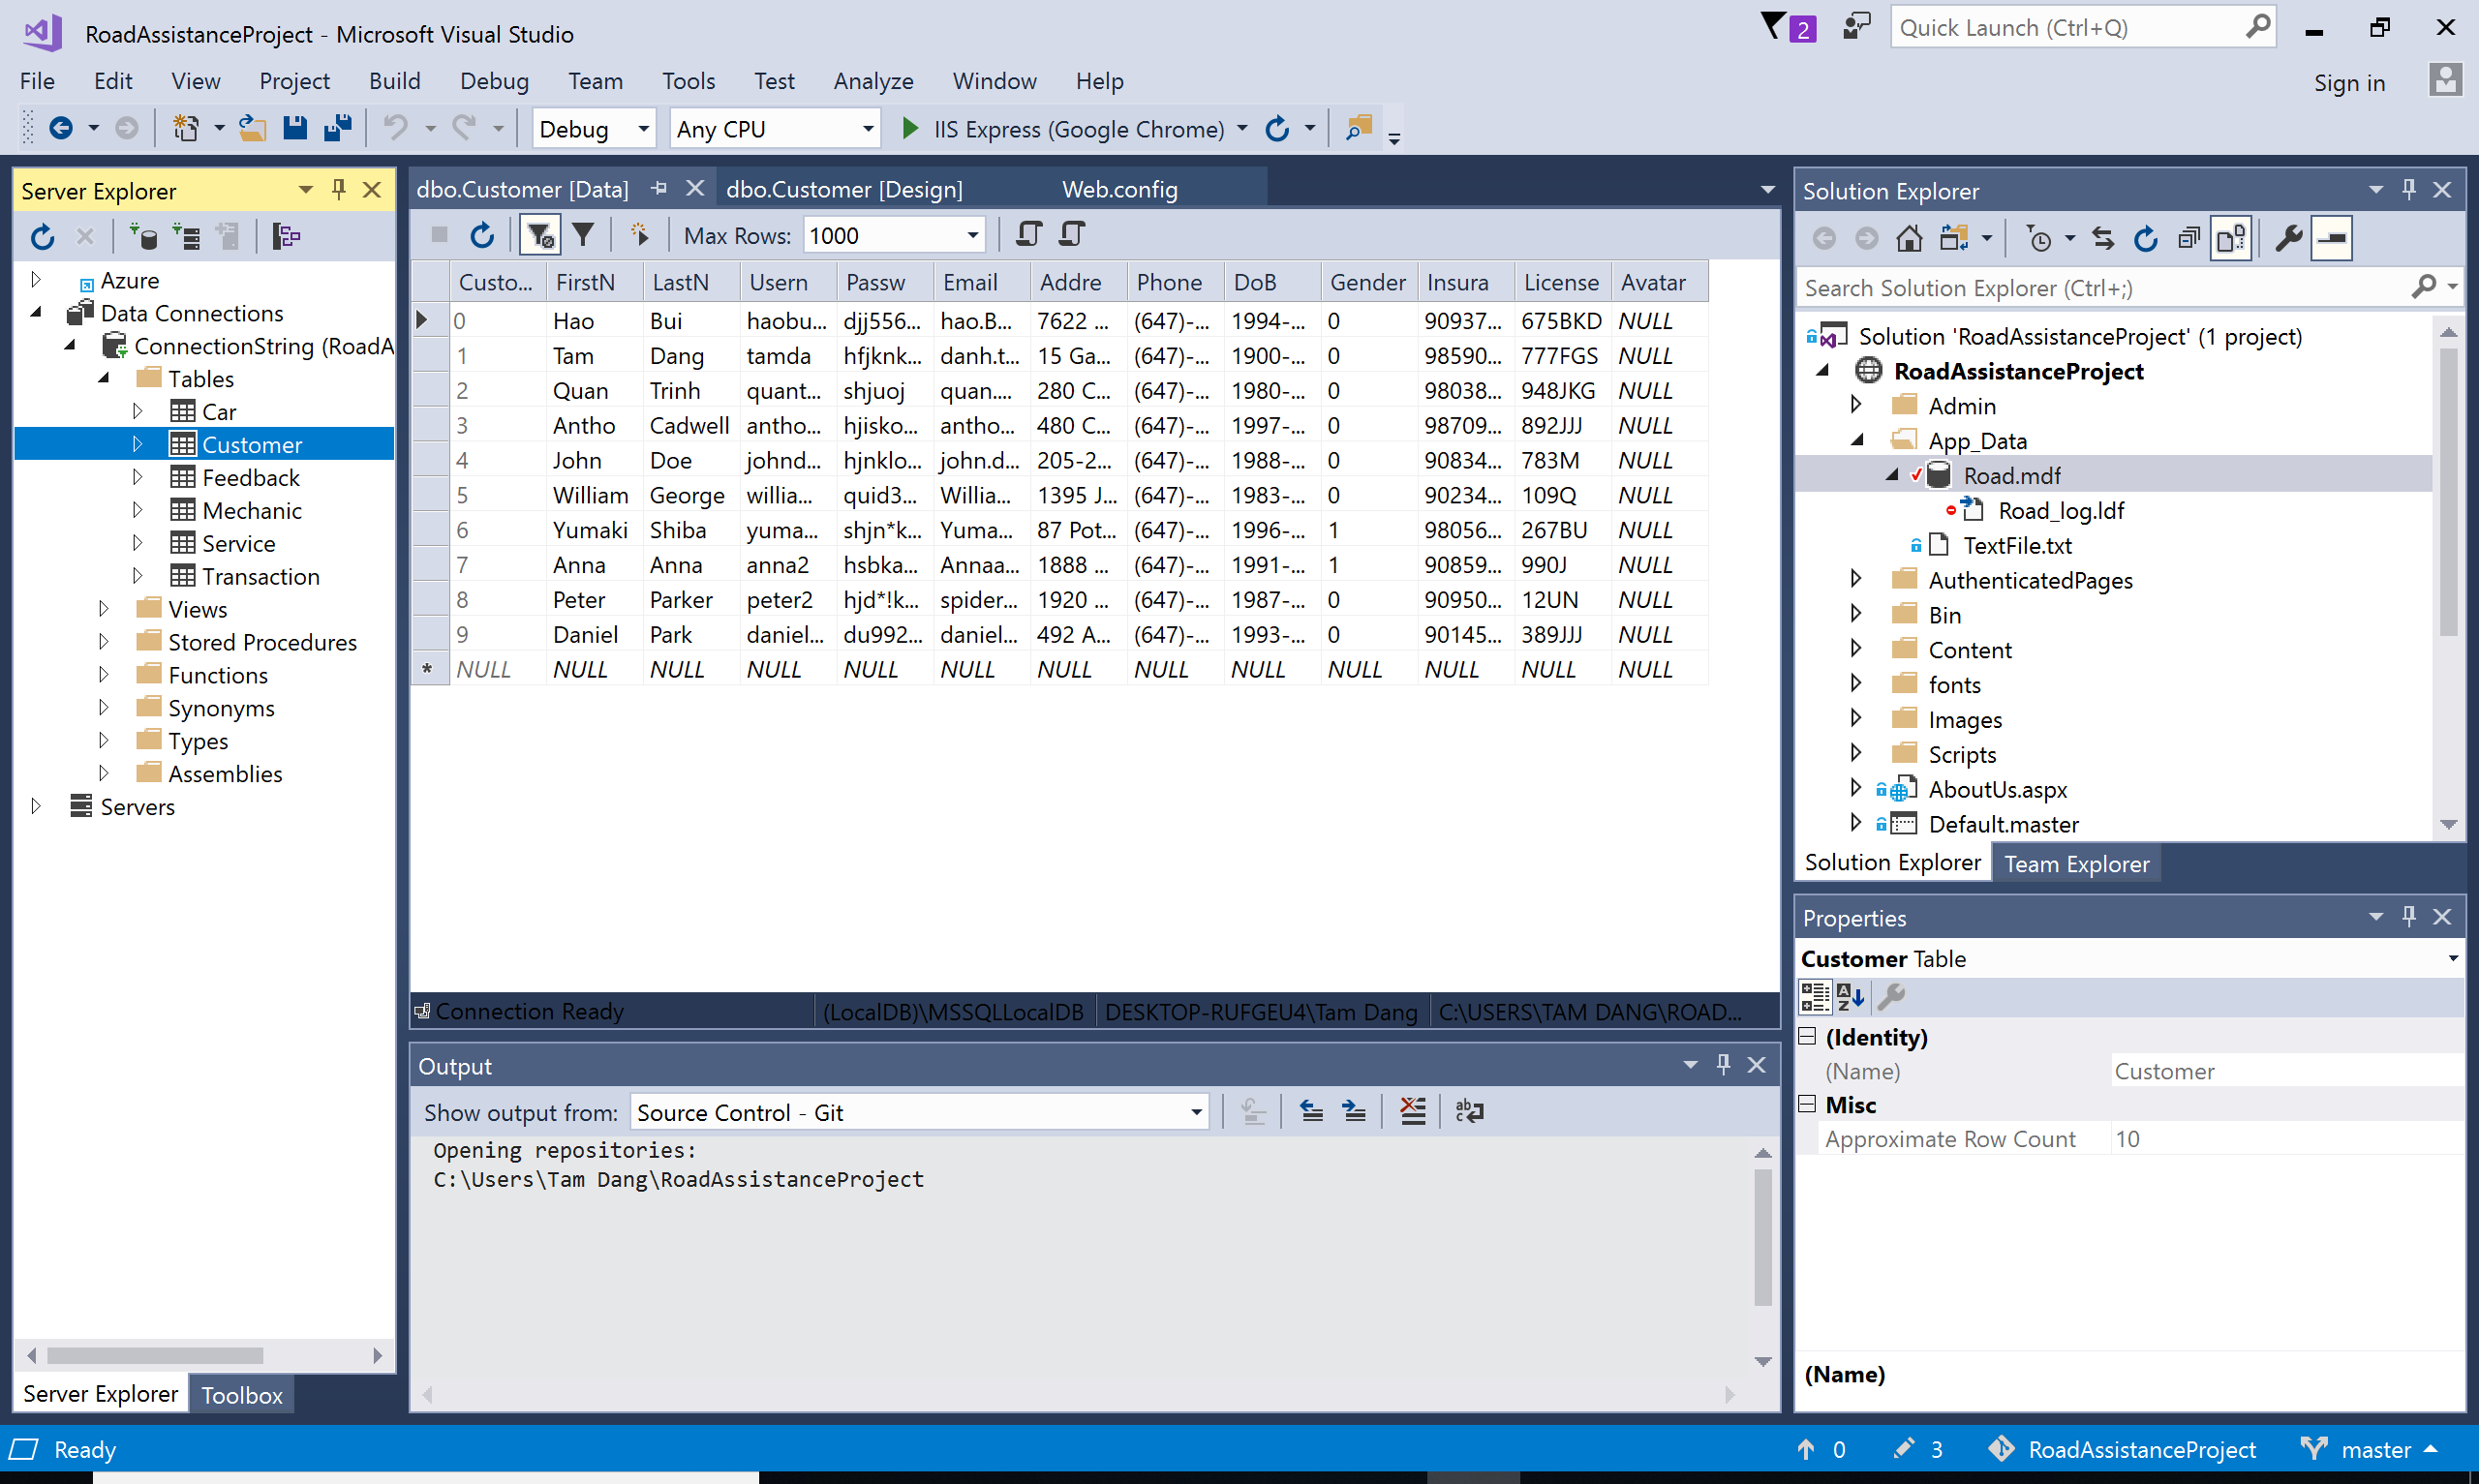 RoadAssistanceProject - Microsoft Visual Studio
2
Quick Launch (Ctrl+Q)
File Edit View Project Build Debug Team Tools Test Analyze Window Help
Sign in
Debug Any CPU IIS Express (Google Chrome)
Server Explorer
Azure
Data Connections
ConnectionString (RoadA
Tables
Car
Customer
Feedback
Mechanic
Service
Transaction
Views
Stored Procedures
Functions
Synonyms
Types
Assemblies
Servers
Server Explorer Toolbox
dbo.Customer [Data] dbo.Customer [Design] Web.config
Max Rows: 1000
Custo... FirstN LastN Usern Passw Email Addre Phone DoB Gender Insura License Avatar
0 Hao Bui haobu... djj556... hao.B... 7622 ... (647)-... 1994-... 0 90937... 675BKD NULL
1 Tam Dang tamda hfjknk... danh.t... 15 Ga... (647)-... 1900-... 0 98590... 777FGS NULL
2 Quan Trinh quant... shjuoj quan.... 280 C... (647)-... 1980-... 0 98038... 948JKG NULL
3 Antho Cadwell antho... hjisko... antho... 480 C... (647)-... 1997-... 0 98709... 892JJJ NULL
4 John Doe johnd... hjnklo... john.d... 205-2... (647)-... 1988-... 0 90834... 783M NULL
5 William George willia... quid3... Willia... 1395 J... (647)-... 1983-... 0 90234... 109Q NULL
6 Yumaki Shiba yuma... shjn*k... Yuma... 87 Pot... (647)-... 1996-... 1 98056... 267BU NULL
7 Anna Anna anna2 hsbka... Annaa... 1888 ... (647)-... 1991-... 1 90859... 990J NULL
8 Peter Parker peter2 hjd*!k... spider... 1920 ... (647)-... 1987-... 0 90950... 12UN NULL
9 Daniel Park daniel... du992... daniel... 492 A... (647)-... 1993-... 0 90145... 389JJJ NULL
NULL NULL NULL NULL NULL NULL NULL NULL NULL NULL NULL NULL NULL
Connection Ready (LocalDB)\MSSQLLocalDB DESKTOP-RUFGEU4\Tam Dang C:\USERS\TAM DANG\ROAD...
Output
Show output from: Source Control - Git
Opening repositories:
C:\Users\Tam Dang\RoadAssistanceProject
Solution Explorer
Search Solution Explorer (Ctrl+;)
Solution 'RoadAssistanceProject' (1 project)
RoadAssistanceProject
Admin
App_Data
Road.mdf
Road_log.ldf
TextFile.txt
AuthenticatedPages
Bin
Content
fonts
Images
Scripts
AboutUs.aspx
Default.master
Solution Explorer Team Explorer
Properties
Customer Table
(Identity)
(Name) Customer
Misc
Approximate Row Count 10
(Name)
Ready
0 3 RoadAssistanceProject master